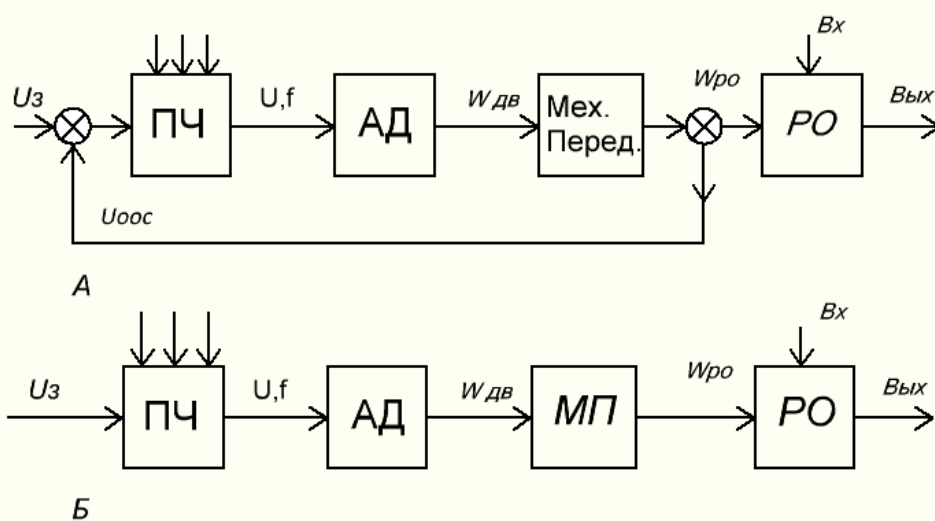 Вх
Uз
ПЧ
U,f
АД
W дв
Мех.
Перед.
Wро
РО
Вых
Uоос
А
Вх
Uз
ПЧ
U,f
АД
W дв
МП
Wро
РО
Вых
Б